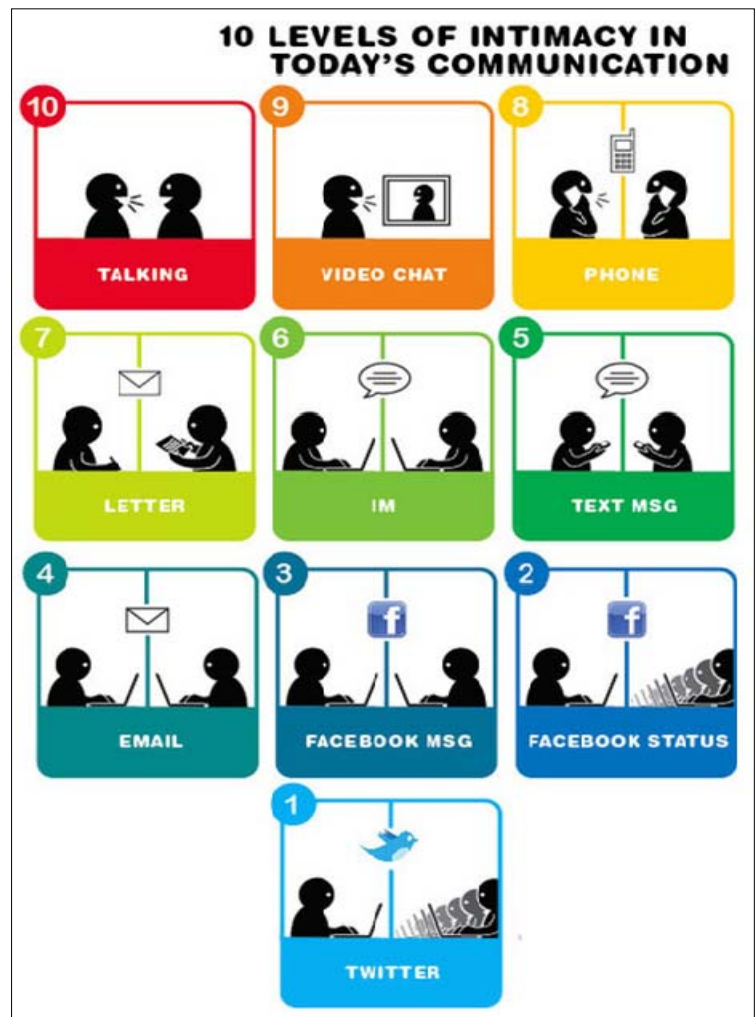 10 LEVELS OF INTIMACY IN
TODAY'S COMMUNICATION
10
TALKING
9
VIDEO CHAT
8
PHONE
7
LETTER
6
IM
5
TEXT MSG
4
EMAIL
3
f
FACEBOOK MSG
2
f
FACEBOOK STATUS
1
TWITTER